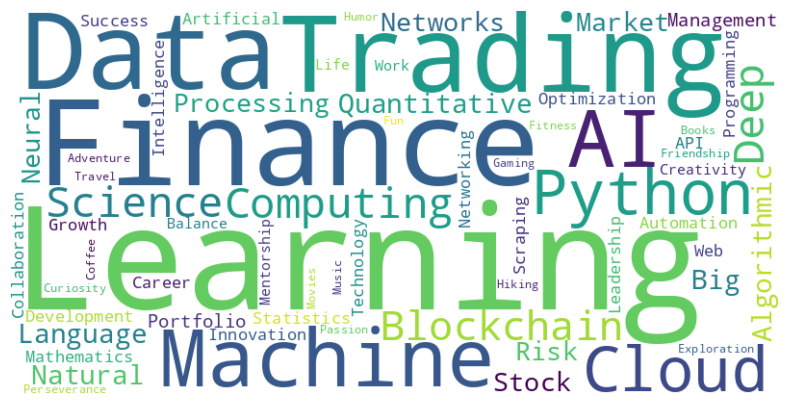 Data
Trading
Success
Artificial
Humor
Networks
Market
Management
Life
Work
Intelligence
Programming
Neural
Processing
Quantitative
Optimization
Finance
Fun
Fitness
AI
Books
API
Friendship
Deep
Adventure
Travel
Gaming
Creativity
Science
Computing
Networking
Python
Learning
Collaboration
Growth
Coffee
Balance
Mentorship
Technology
Scraping
Leadership
Automation
Web
Algorithmic
Curiosity
Career
Movies
Music
Hiking
Big
Development
Portfolio
Statistics
Blockchain
Language
Innovation
Passion
Machine
Risk
Exploration
Mathematics
Natural
Stock
Cloud
Perseverance